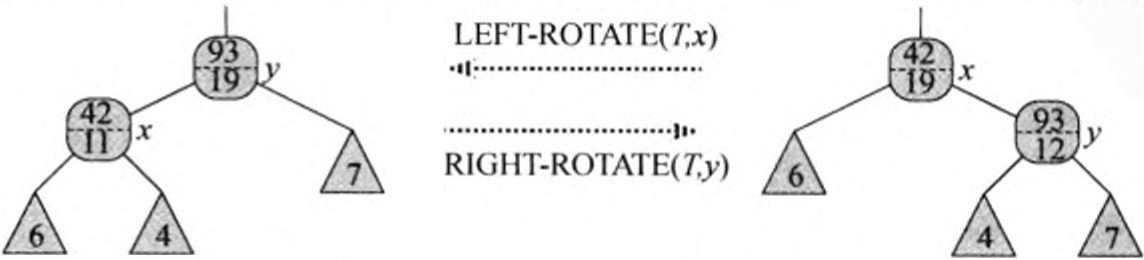 93
19 y
42
11 x
7
6
4
LEFT-ROTATE(T,x)
RIGHT-ROTATE(T,y)
42
19 x
93
12 y
6
4
7